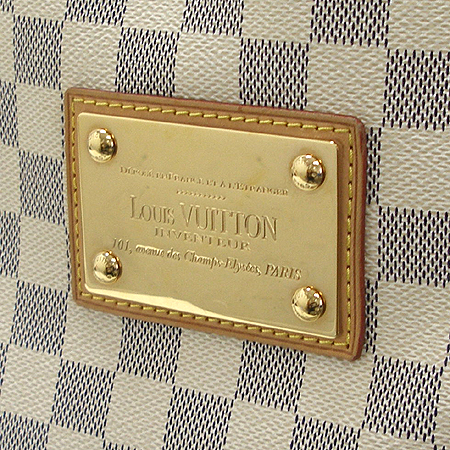 DÉPOSÉ EN FRANCE ET A L'ÉTRANGER
LOUIS VUITTON
INVENTEUR
101, avenue des Champs-Elysées, PARIS